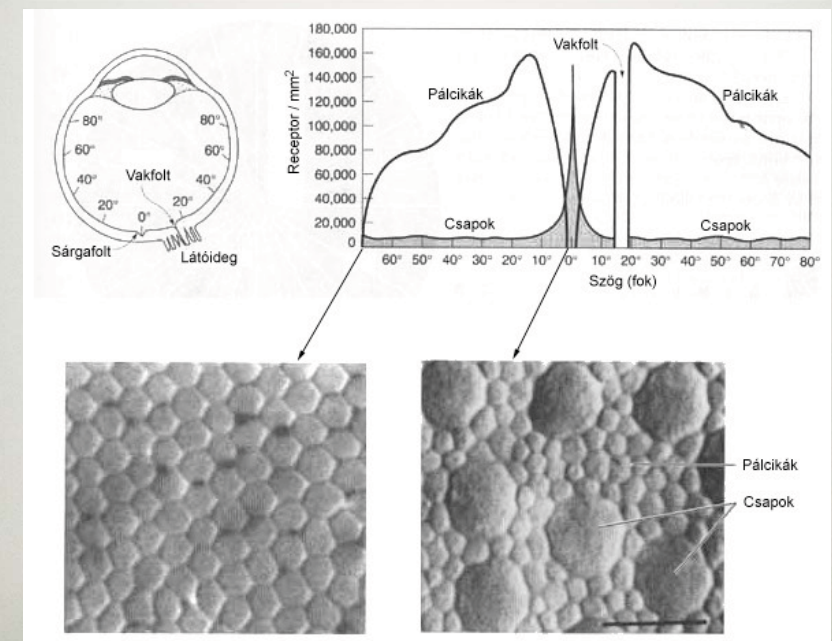 80°
80°
60°
60°
Vakfolt
40°
40°
20°
0°
20°
Sárgafolt
Látóideg
Receptor / mm²
180,000
160,000
140,000
120,000
100,000
80,000
60,000
40,000
20,000
0
Vakfolt
Pálcikák
Pálcikák
Csapok
Csapok
60° 50° 40° 30° 20° 10° 0° 10° 20° 30° 40° 50° 60° 70° 80°
Szög (fok)
Pálcikák
Csapok